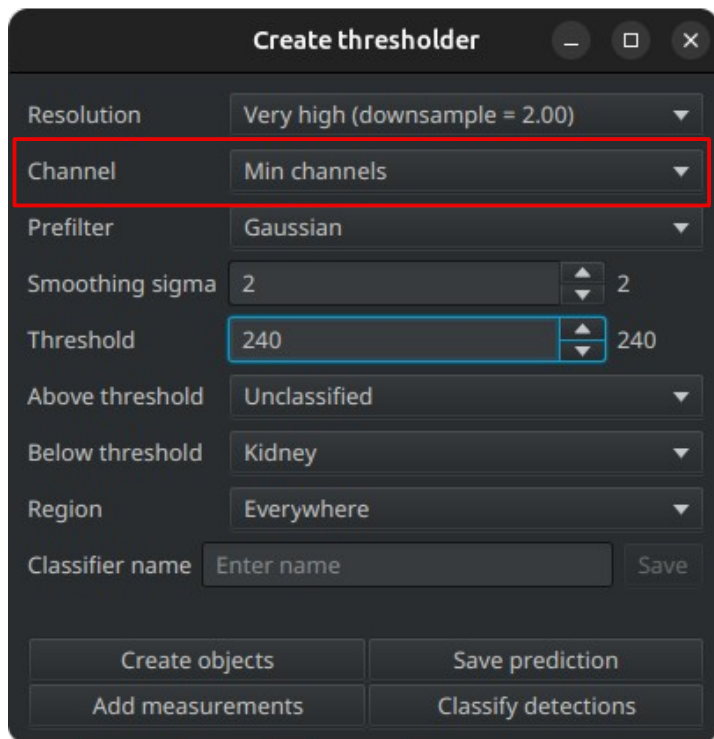 Create thresholder
Resolution Very high (downsample = 2.00)
Channel Min channels
Prefilter Gaussian
Smoothing sigma 2 2
Threshold 240 240
Above threshold Unclassified
Below threshold Kidney
Region Everywhere
Classifier name Enter name Save
Create objects Save prediction
Add measurements Classify detections